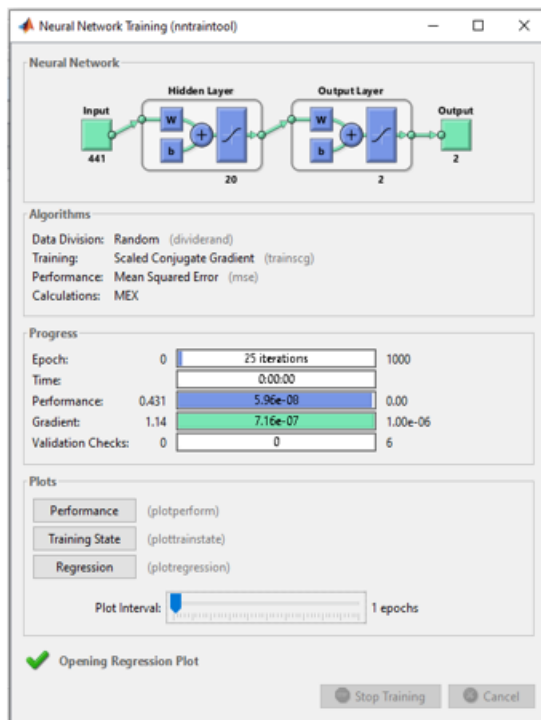 Neural Network Training (nntraintool)
Neural Network
Hidden Layer Output Layer
Input Output
W W
+ +
b b
441 2
20 2
Algorithms
Data Division: Random (dividerand)
Training: Scaled Conjugate Gradient (trainscg)
Performance: Mean Squared Error (mse)
Calculations: MEX
Progress
Epoch: 0 25 iterations 1000
Time: 0:00:00
Performance: 0.431 5.96e-08 0.00
Gradient: 1.14 7.16e-07 1.00e-06
Validation Checks: 0 0 6
Plots
Performance (plotperform)
Training State (plottrainstate)
Regression (plotregression)
Plot Interval: 1 epochs
Opening Regression Plot
Stop Training Cancel